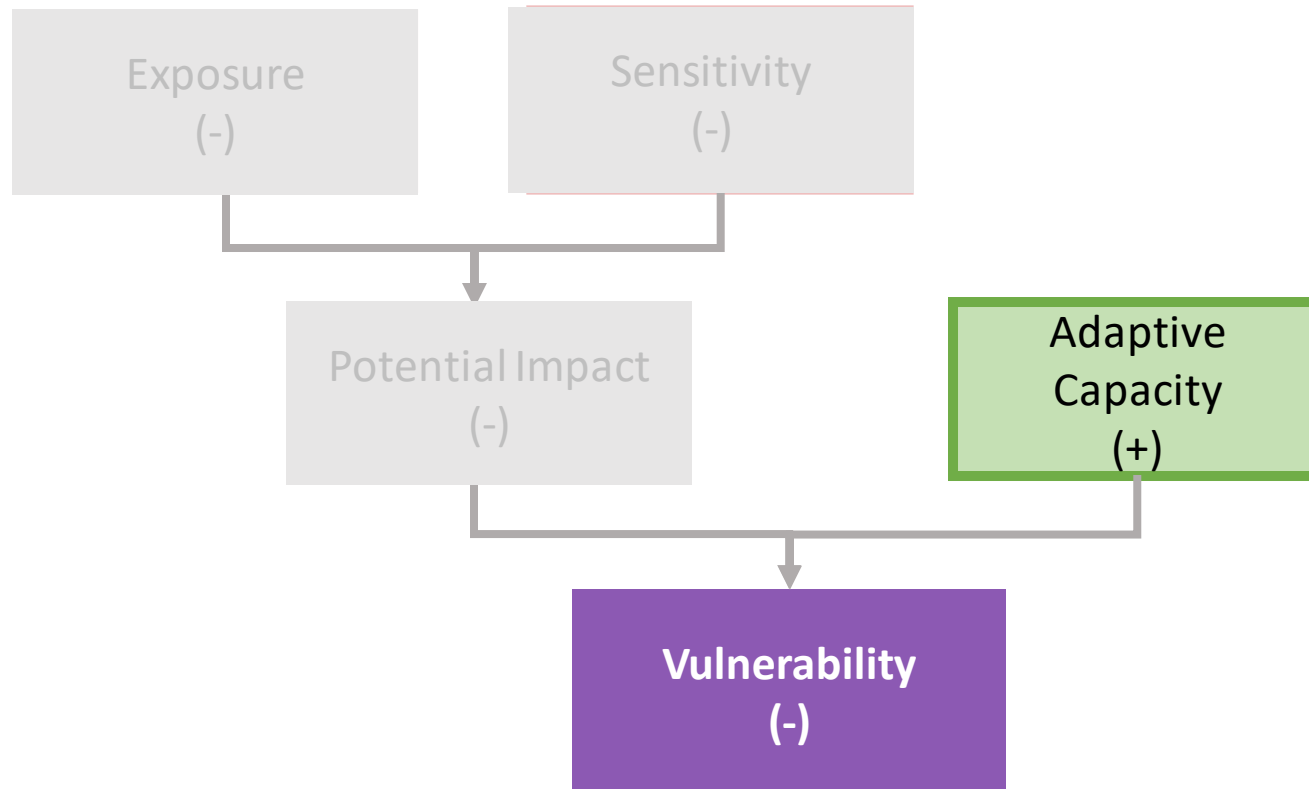 Exposure
(-)
Sensitivity
(-)
Potential Impact
(-)
Adaptive
Capacity
(+)
Vulnerability
(-)